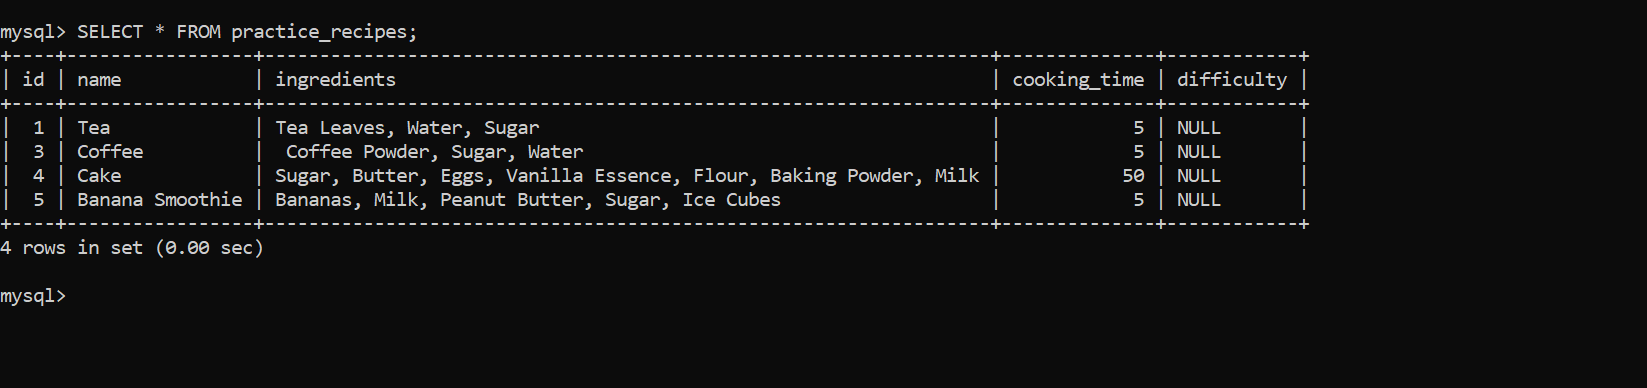 mysql> SELECT * FROM practice_recipes;
+----+-----------------+------------------------------------------------------------------+--------------+------------+
| id | name            | ingredients                                                      | cooking_time | difficulty |
+----+-----------------+------------------------------------------------------------------+--------------+------------+
|  1 | Tea             | Tea Leaves, Water, Sugar                                         |            5 | NULL       |
|  3 | Coffee          |  Coffee Powder, Sugar, Water                                     |            5 | NULL       |
|  4 | Cake            | Sugar, Butter, Eggs, Vanilla Essence, Flour, Baking Powder, Milk |           50 | NULL       |
|  5 | Banana Smoothie | Bananas, Milk, Peanut Butter, Sugar, Ice Cubes                   |            5 | NULL       |
+----+-----------------+------------------------------------------------------------------+--------------+------------+
4 rows in set (0.00 sec)
mysql>